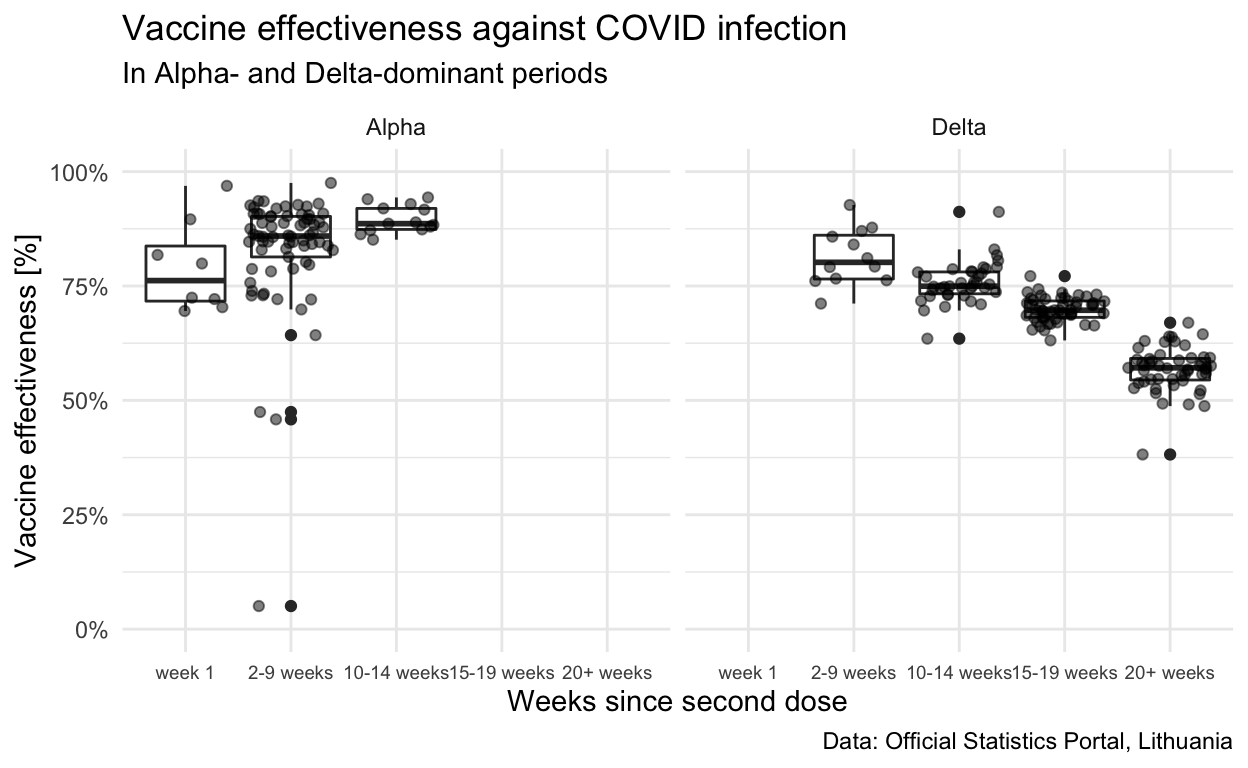 Vaccine effectiveness against COVID infection
In Alpha- and Delta-dominant periods
Alpha
Delta
Vaccine effectiveness [%]
100%
75%
50%
25%
0%
week 1 2-9 weeks 10-14 weeks 15-19 weeks 20+ weeks
week 1 2-9 weeks 10-14 weeks 15-19 weeks 20+ weeks
Weeks since second dose
Data: Official Statistics Portal, Lithuania